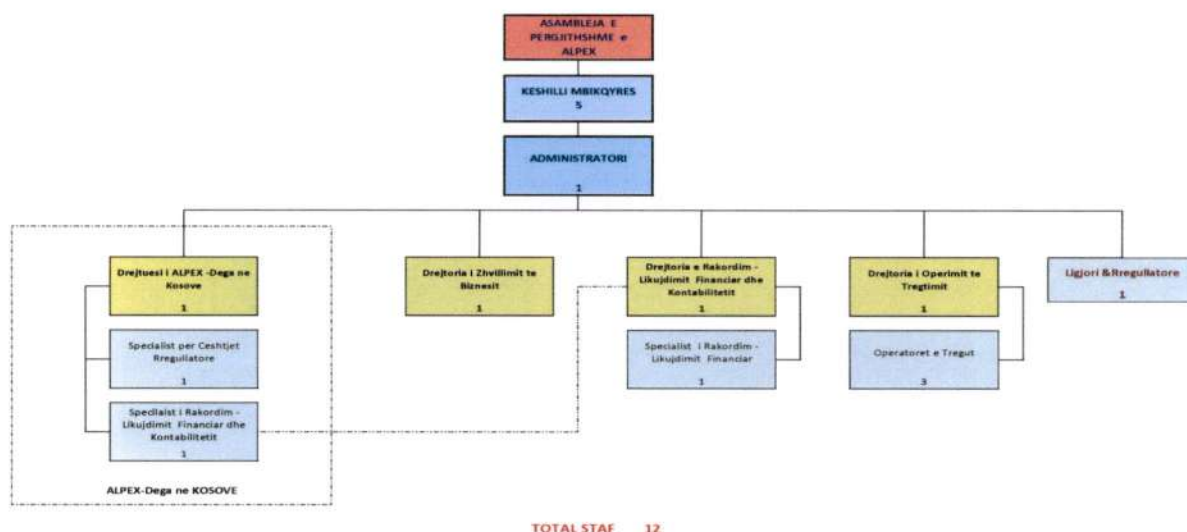 ASAMBLEJA E
PERGJITHSHME e
ALPEX
KESHILLI MBIKQYRES
5
ADMINISTRATORI
1
Drejtuesi i ALPEX -Dega ne
Kosove
1
Specialist per Ceshtjet
Rregullatore
1
Specilaist i Rakordim -
Likujdimit Financiar dhe
Kontabilitetit
1
ALPEX-Dega ne KOSOVE
Drejtoria i Zhvillimit te
Biznesit
1
Drejtoria e Rakordim -
Likujdimit Financiar dhe
Kontabilitetit
1
Specialist i Rakordim -
Likujdimit Financiar
1
Drejtoria i Operimit te
Tregtimit
1
Operatoret e Tregut
3
Ligjori &Rregullatore
1
TOTAL STAF 12